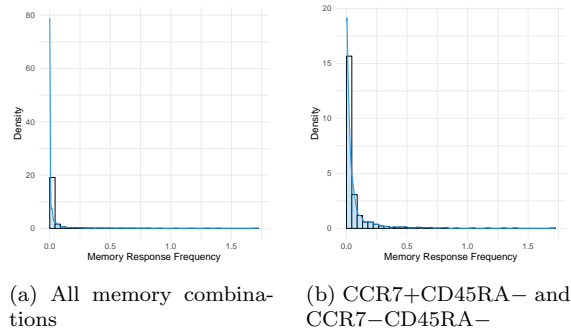 80
60
40
20
0
Density
0.0 0.5 1.0 1.5
Memory Response Frequency
(a) All memory combina-
tions
20
15
10
5
0
Density
0.0 0.5 1.0 1.5
Memory Response Frequency
(b) CCR7+CD45RA− and
CCR7−CD45RA−